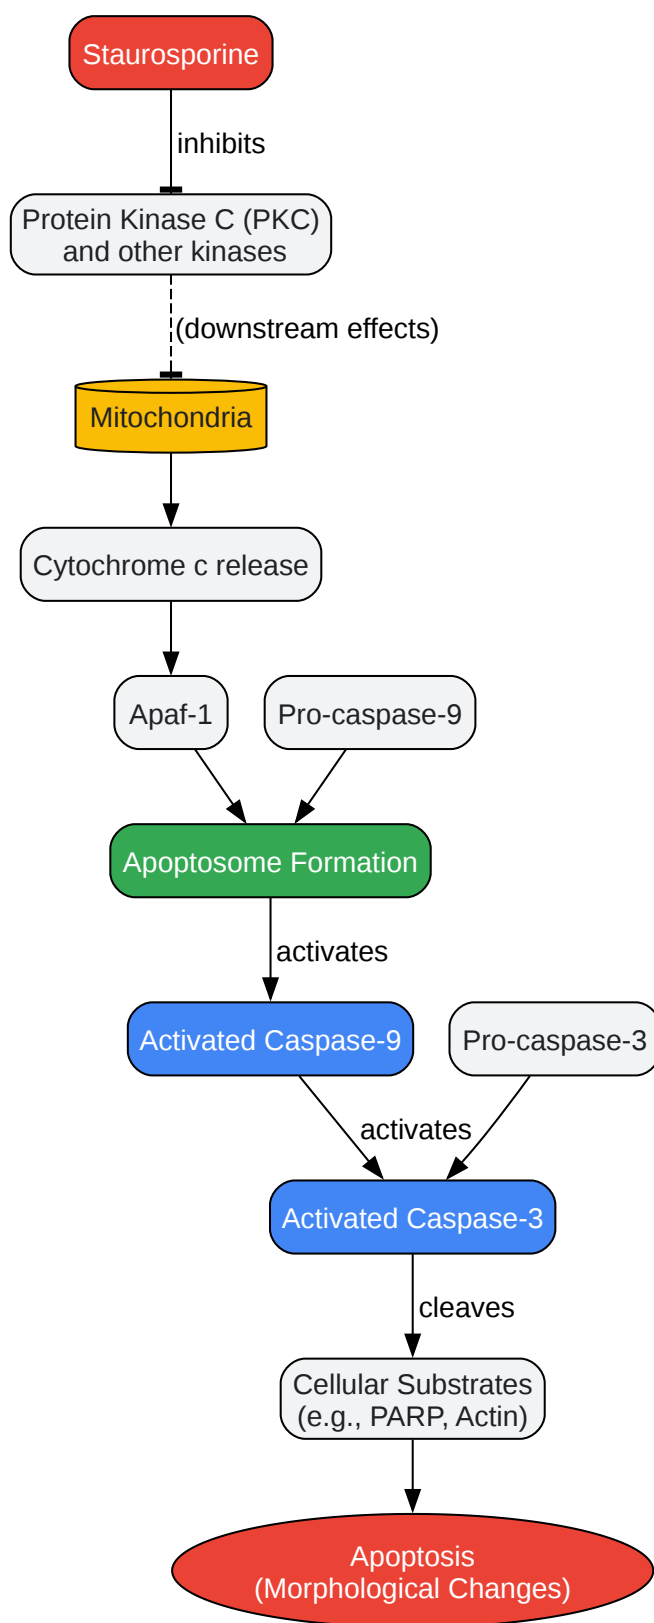 Staurosporine
inhibits
Protein Kinase C (PKC)
and other kinases
(downstream effects)
Mitochondria
Cytochrome c release
Apaf-1
Pro-caspase-9
Apoptosome Formation
activates
Activated Caspase-9
Pro-caspase-3
activates
Activated Caspase-3
cleaves
Cellular Substrates
(e.g., PARP, Actin)
Apoptosis
(Morphological Changes)